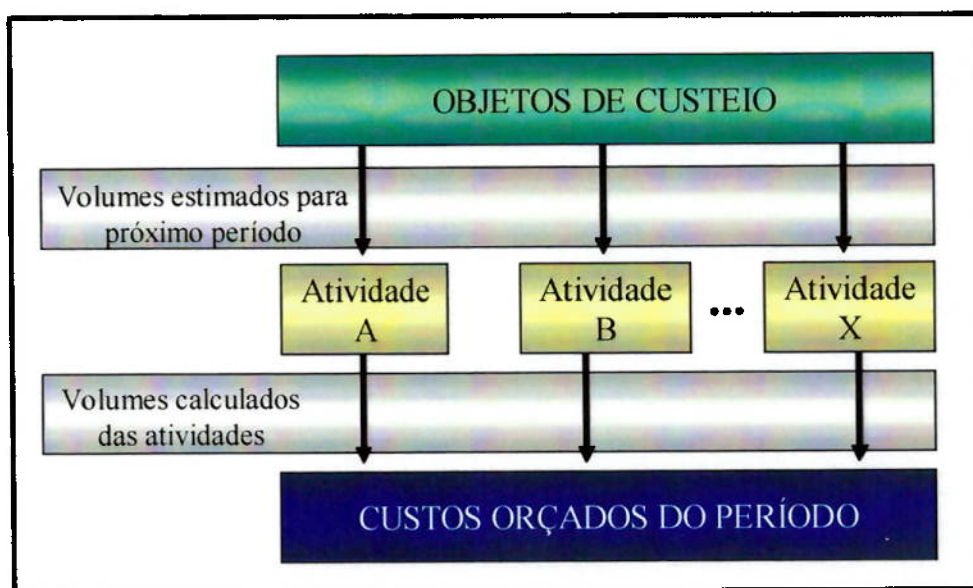 OBJETOS DE CUSTEIO
Volumes estimados para
próximo período
Atividade
A
Atividade
B
...
Atividade
X
Volumes calculados
das atividades
CUSTOS ORÇADOS DO PERÍODO